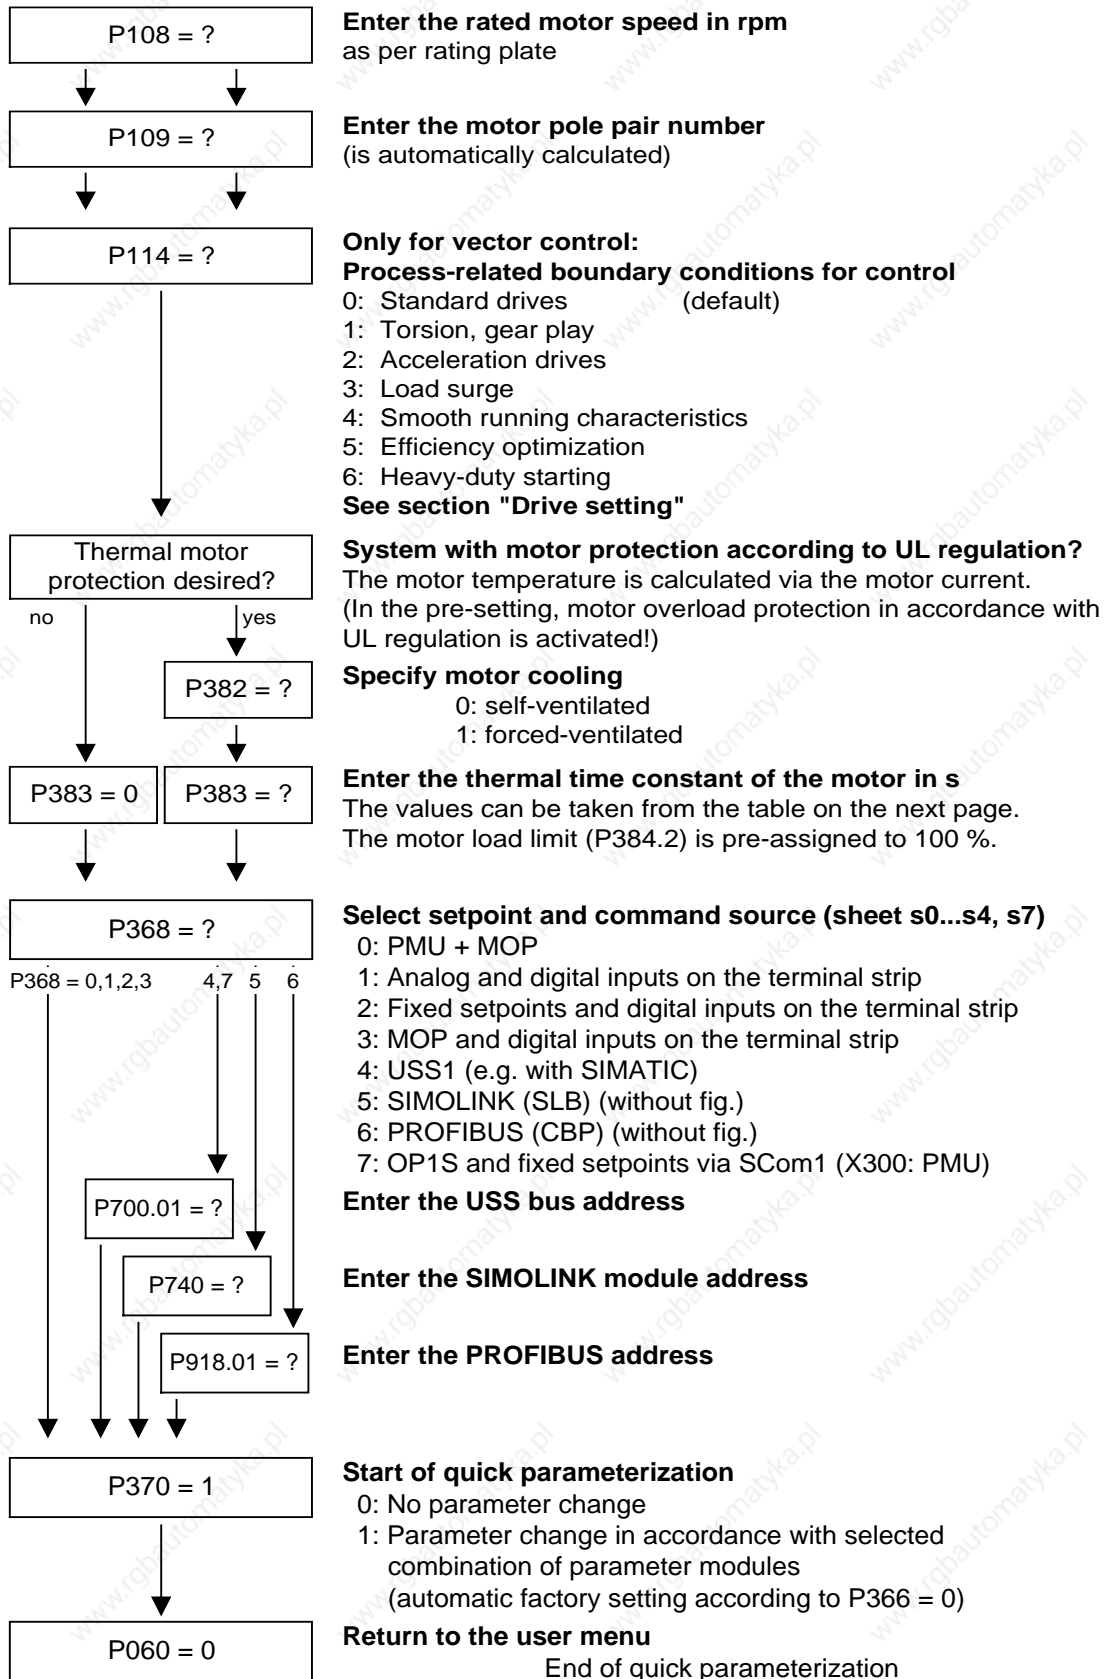 P108 = ?
Enter the rated motor speed in rpm
as per rating plate
P109 = ?
Enter the motor pole pair number
(is automatically calculated)
P114 = ?
Only for vector control:
Process-related boundary conditions for control
0: Standard drives (default)
1: Torsion, gear play
2: Acceleration drives
3: Load surge
4: Smooth running characteristics
5: Efficiency optimization
6: Heavy-duty starting
See section "Drive setting"
Thermal motor
protection desired?
no
yes
System with motor protection according to UL regulation?
The motor temperature is calculated via the motor current.
(In the pre-setting, motor overload protection in accordance with
UL regulation is activated!)
P382 = ?
Specify motor cooling
0: self-ventilated
1: forced-ventilated
P383 = 0
P383 = ?
Enter the thermal time constant of the motor in s
The values can be taken from the table on the next page.
The motor load limit (P384.2) is pre-assigned to 100 %.
P368 = ?
P368 = 0,1,2,3
4,7
5
6
Select setpoint and command source (sheet s0...s4, s7)
0: PMU + MOP
1: Analog and digital inputs on the terminal strip
2: Fixed setpoints and digital inputs on the terminal strip
3: MOP and digital inputs on the terminal strip
4: USS1 (e.g. with SIMATIC)
5: SIMOLINK (SLB) (without fig.)
6: PROFIBUS (CBP) (without fig.)
7: OP1S and fixed setpoints via SCom1 (X300: PMU)
P700.01 = ?
Enter the USS bus address
P740 = ?
Enter the SIMOLINK module address
P918.01 = ?
Enter the PROFIBUS address
P370 = 1
Start of quick parameterization
0: No parameter change
1: Parameter change in accordance with selected
combination of parameter modules
(automatic factory setting according to P366 = 0)
P060 = 0
Return to the user menu
End of quick parameterization
www.rgbautomatyka.pl